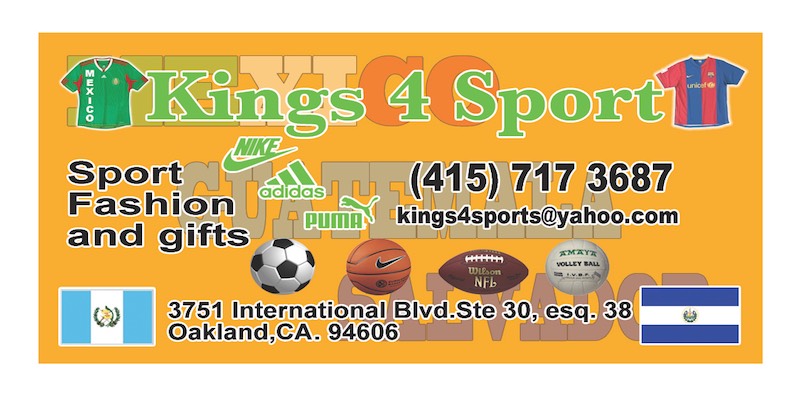 MEXICO
Kings 4 Sport
MEXICO
unicef
NIKE
adidas
PUMA
GUATEMALA
Sport
Fashion
and gifts
(415) 717 3687
kings4sports@yahoo.com
Wilson
NFL
AMAYA
VOLLEY BALL
I.V.B.F.
SALVADOR
3751 International Blvd.Ste 30, esq. 38
Oakland,CA. 94606